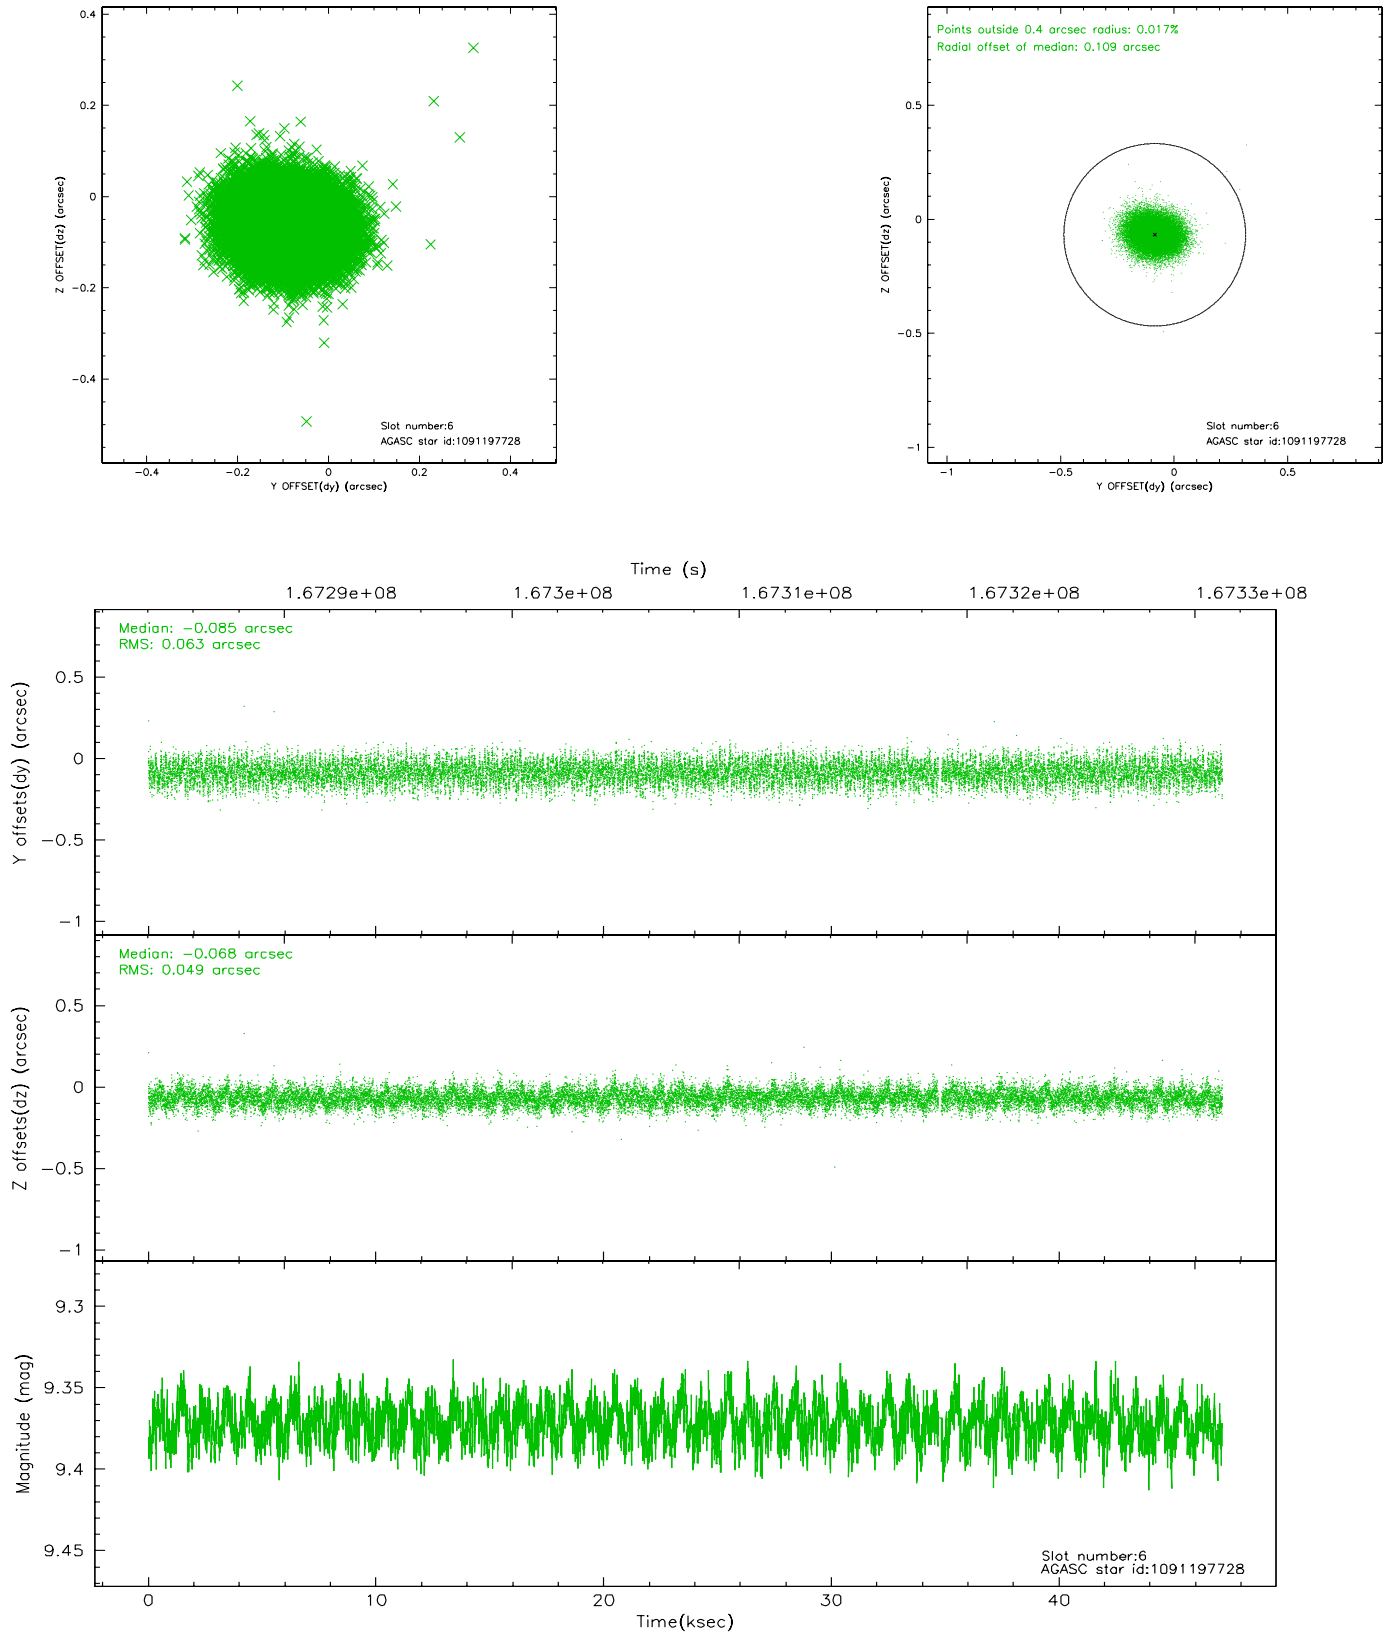 0.4
0.2
0
−0.2
−0.4
Z OFFSET(dz) (arcsec)
Slot number:6
AGASC star id:1091197728
−0.4 −0.2 0 0.2 0.4
Y OFFSET(dy) (arcsec)
Points outside 0.4 arcsec radius: 0.017%
Radial offset of median: 0.109 arcsec
0.5
0
−0.5
−1
Z OFFSET(dz) (arcsec)
Slot number:6
AGASC star id:1091197728
−1 −0.5 0 0.5
Y OFFSET(dy) (arcsec)
Time (s)
1.6729e+08 1.673e+08 1.6731e+08 1.6732e+08 1.6733e+08
Median: −0.085 arcsec
RMS: 0.063 arcsec
0.5
0
−0.5
−1
Y offsets(dy) (arcsec)
Median: −0.068 arcsec
RMS: 0.049 arcsec
0.5
0
−0.5
−1
Z offsets(dz) (arcsec)
9.3
9.35
9.4
9.45
Magnitude (mag)
Slot number:6
AGASC star id:1091197728
0 10 20 30 40
Time(ksec)